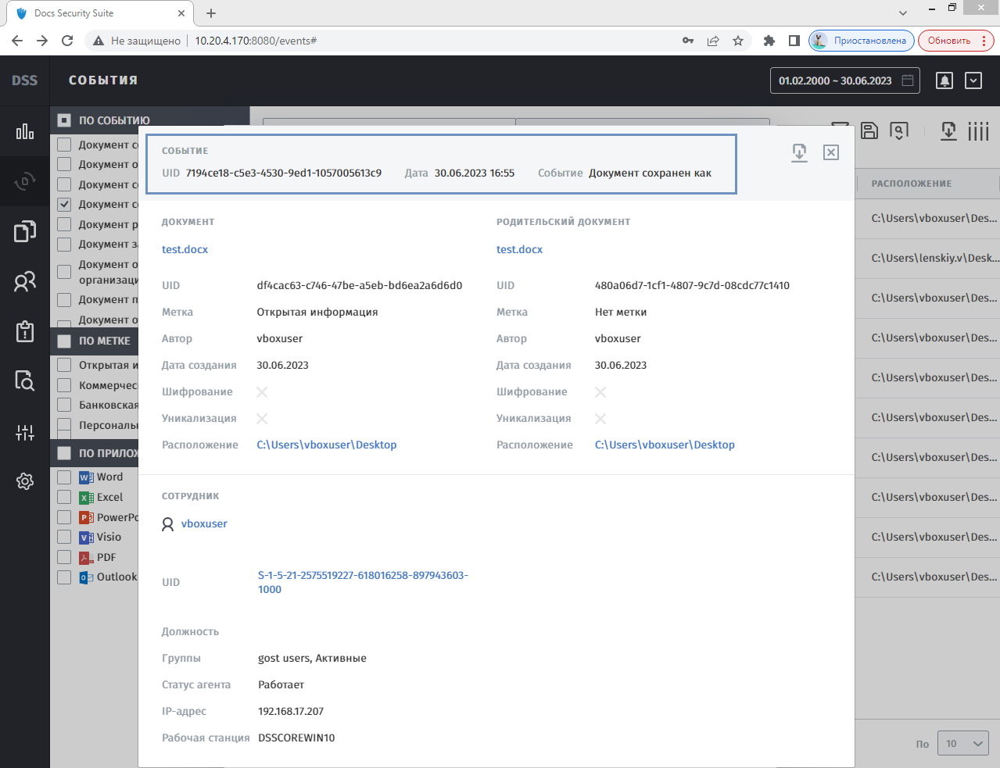 Docs Security Suite
Не защищено 10.20.4.170:8080/events#
Приостановлена
Обновить
DSS
СОБЫТИЯ
01.02.2000 ~ 30.06.2023
ПО СОБЫТИЮ
Документ
Документ
Документ
Документ
Документ
Документ
Документ
организаци
Документ
Документ
ПО МЕТКЕ
Открытая и
Коммерчес
Банковская
Персональн
ПО ПРИЛОЖ
Word
Excel
PowerPo
Visio
PDF
Outlook
СОБЫТИЕ
UID 7194ce18-c5e3-4530-9ed1-1057005613c9 Дата 30.06.2023 16:55 Событие Документ сохранен как
ДОКУМЕНТ
test.docx
UID df4cac63-c746-47be-a5eb-bd6ea2a6d6d0
Метка Открытая информация
Автор vboxuser
Дата создания 30.06.2023
Шифрование
Уникализация
Расположение C:\Users\vboxuser\Desktop
РОДИТЕЛЬСКИЙ ДОКУМЕНТ
test.docx
UID 480a06d7-1cf1-4807-9c7d-08cdc77c1410
Метка Нет метки
Автор vboxuser
Дата создания 30.06.2023
Шифрование
Уникализация
Расположение C:\Users\vboxuser\Desktop
СОТРУДНИК
vboxuser
UID S-1-5-21-2575519227-618016258-897943603-
1000
Должность
Группы gost users, Активные
Статус агента Работает
IP-адрес 192.168.17.207
Рабочая станция DSSCOREWIN10
РАСПОЛОЖЕНИЕ
C:\Users\vboxuser\Des...
C:\Users\lenskiy.v\Desk...
C:\Users\vboxuser\Des...
C:\Users\vboxuser\Des...
C:\Users\vboxuser\Des...
C:\Users\vboxuser\Des...
C:\Users\vboxuser\Des...
C:\Users\vboxuser\Des...
C:\Users\vboxuser\Des...
C:\Users\vboxuser\Des...
По 10